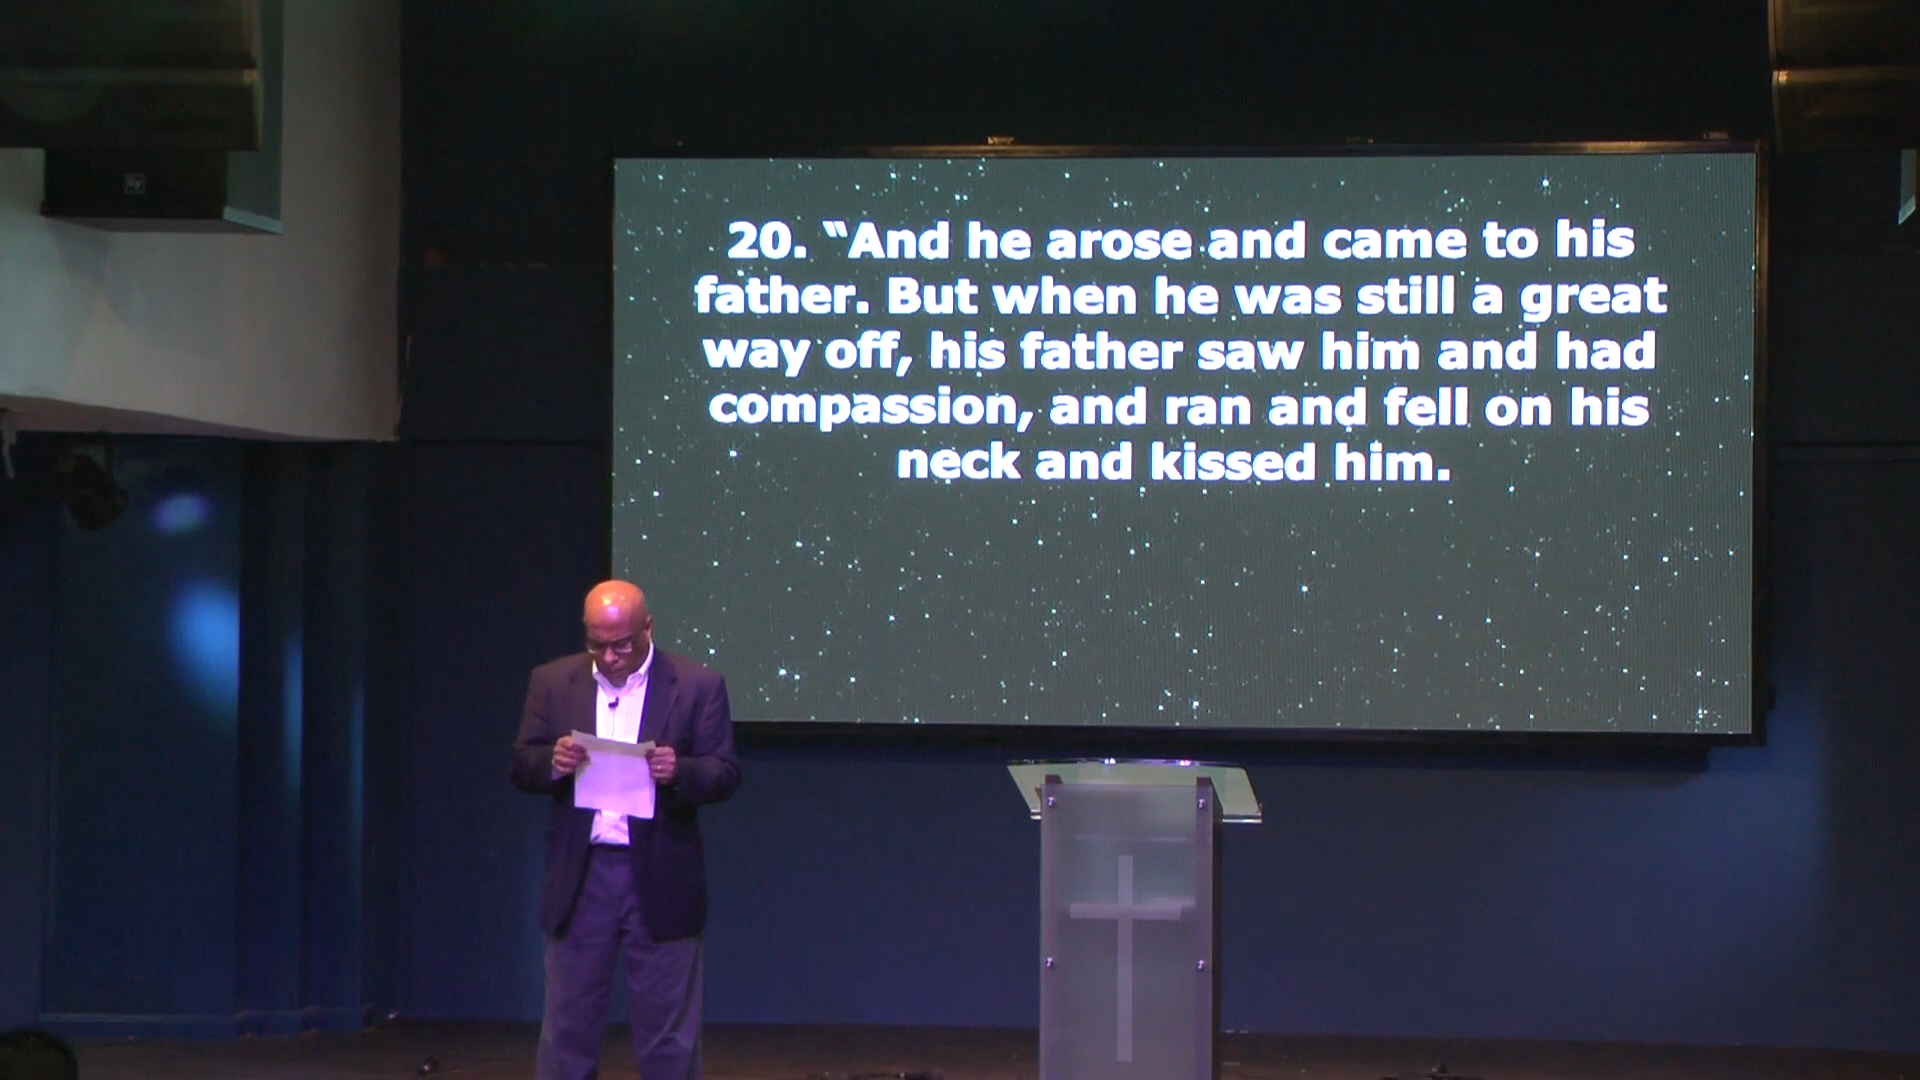 20. “And he arose and came to his
father. But when he was still a great
way off, his father saw him and had
compassion, and ran and fell on his
neck and kissed him.